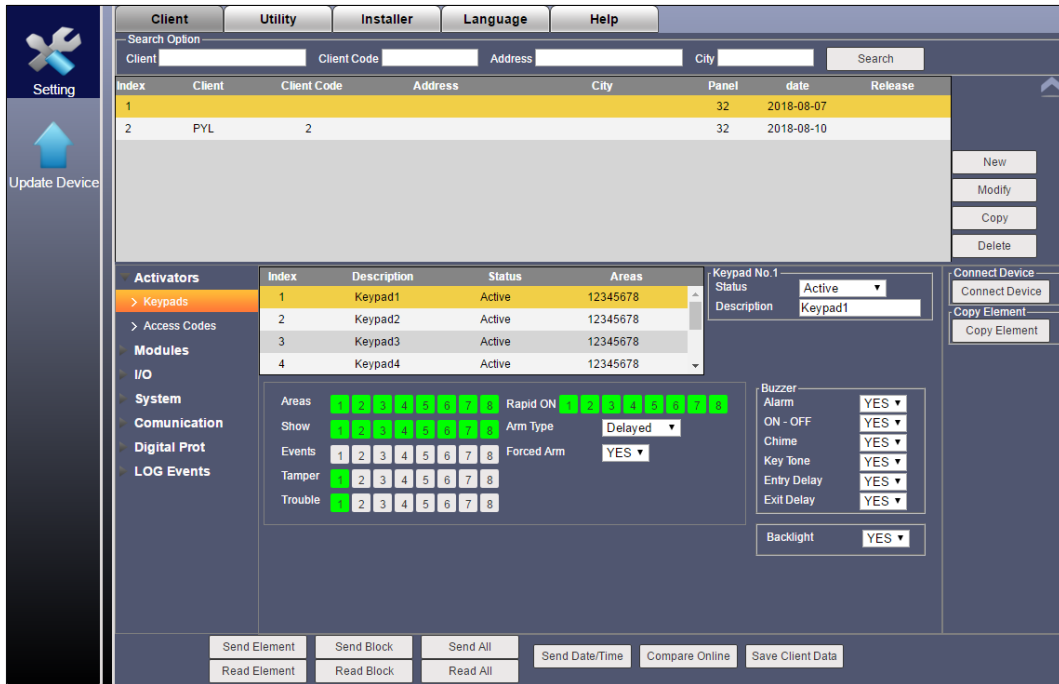 Client Utility Installer Language Help
Setting
Update Device
Search Option
Client Client Code Address City Search
Index Client Client Code Address City Panel date Release
1 32 2018-08-07
2 PYL 2 32 2018-08-10
New
Modify
Copy
Delete
Activators
> Keypads
> Access Codes
Modules
I/O
System
Comunication
Digital Prot
LOG Events
Index Description Status Areas
1 Keypad1 Active 12345678
2 Keypad2 Active 12345678
3 Keypad3 Active 12345678
4 Keypad4 Active 12345678
Keypad No.1
Status Active
Description Keypad1
Connect Device
Connect Device
Copy Element
Copy Element
Areas 1 2 3 4 5 6 7 8 Rapid ON 1 2 3 4 5 6 7 8
Show 1 2 3 4 5 6 7 8 Arm Type Delayed
Events 1 2 3 4 5 6 7 8 Forced Arm YES
Tamper 1 2 3 4 5 6 7 8
Trouble 1 2 3 4 5 6 7 8
Buzzer
Alarm YES
ON - OFF YES
Chime YES
Key Tone YES
Entry Delay YES
Exit Delay YES
Backlight YES
Send Element Send Block Send All Send Date/Time Compare Online Save Client Data
Read Element Read Block Read All